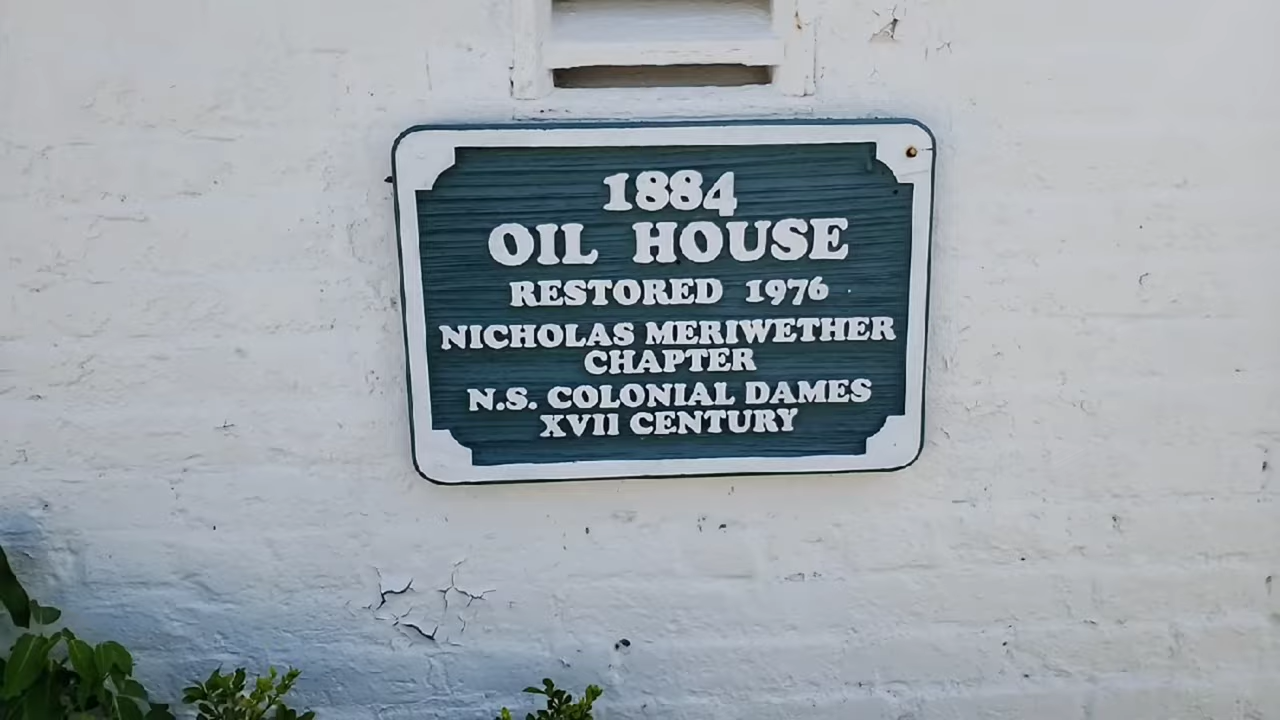 1884
OIL HOUSE
RESTORED 1976
NICHOLAS MERIWETHER
CHAPTER
N.S. COLONIAL DAMES
XVII CENTURY